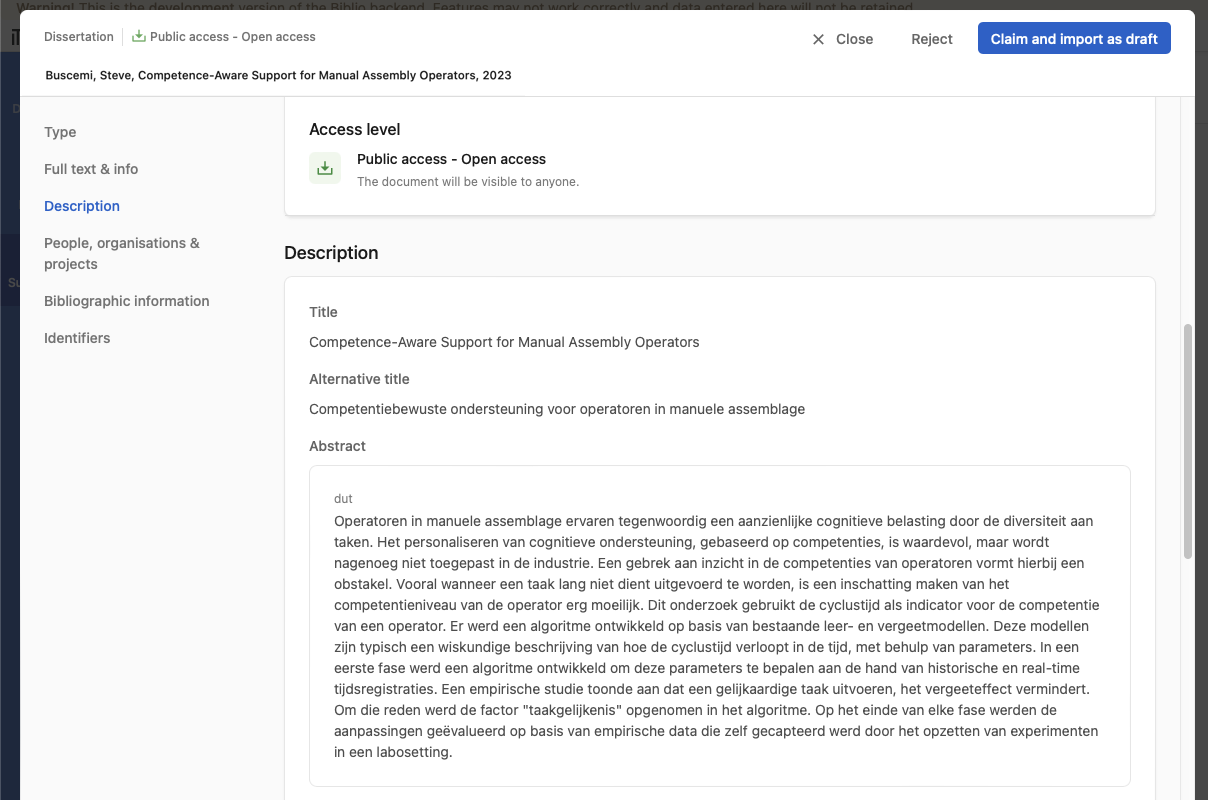 Warning! This is the development version of the Biblio backend. Features may not work correctly and data entered here will not be retained.
Dissertation
Public access - Open access
Close
Reject
Claim and import as draft
Buscemi, Steve, Competence-Aware Support for Manual Assembly Operators, 2023
Type
Full text & info
Description
People, organisations &
projects
Bibliographic information
Identifiers
Access level
Public access - Open access
The document will be visible to anyone.
Description
Title
Competence-Aware Support for Manual Assembly Operators
Alternative title
Competentiebewuste ondersteuning voor operatoren in manuele assemblage
Abstract
dut
Operatoren in manuele assemblage ervaren tegenwoordig een aanzienlijke cognitieve belasting door de diversiteit aan
taken. Het personaliseren van cognitieve ondersteuning, gebaseerd op competenties, is waardevol, maar wordt
nagenoeg niet toegepast in de industrie. Een gebrek aan inzicht in de competenties van operatoren vormt hierbij een
obstakel. Vooral wanneer een taak lang niet dient uitgevoerd te worden, is een inschatting maken van het
competentieniveau van de operator erg moeilijk. Dit onderzoek gebruikt de cyclustijd als indicator voor de competentie
van een operator. Er werd een algoritme ontwikkeld op basis van bestaande leer- en vergeetmodellen. Deze modellen
zijn typisch een wiskundige beschrijving van hoe de cyclustijd verloopt in de tijd, met behulp van parameters. In een
eerste fase werd een algoritme ontwikkeld om deze parameters te bepalen aan de hand van historische en real-time
tijdsregistraties. Een empirische studie toonde aan dat een gelijkaardige taak uitvoeren, het vergeeteffect vermindert.
Om die reden werd de factor "taakgelijkenis" opgenomen in het algoritme. Op het einde van elke fase werden de
aanpassingen geëvalueerd op basis van empirische data die zelf gecapteerd werd door het opzetten van experimenten
in een labosetting.